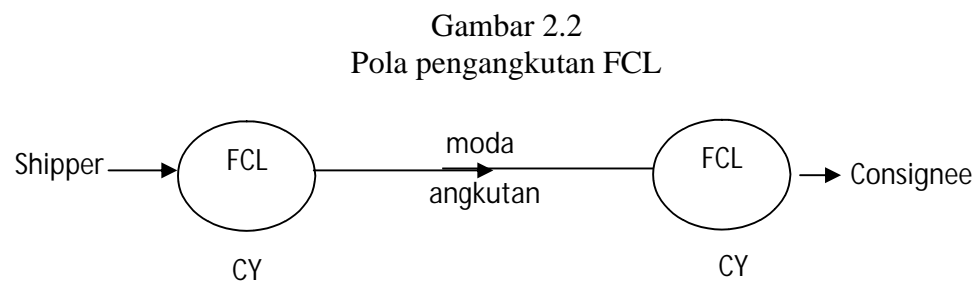 Gambar 2.2
Pola pengangkutan FCL
Shipper
FCL
moda
angkutan
FCL
Consignee
CY
CY